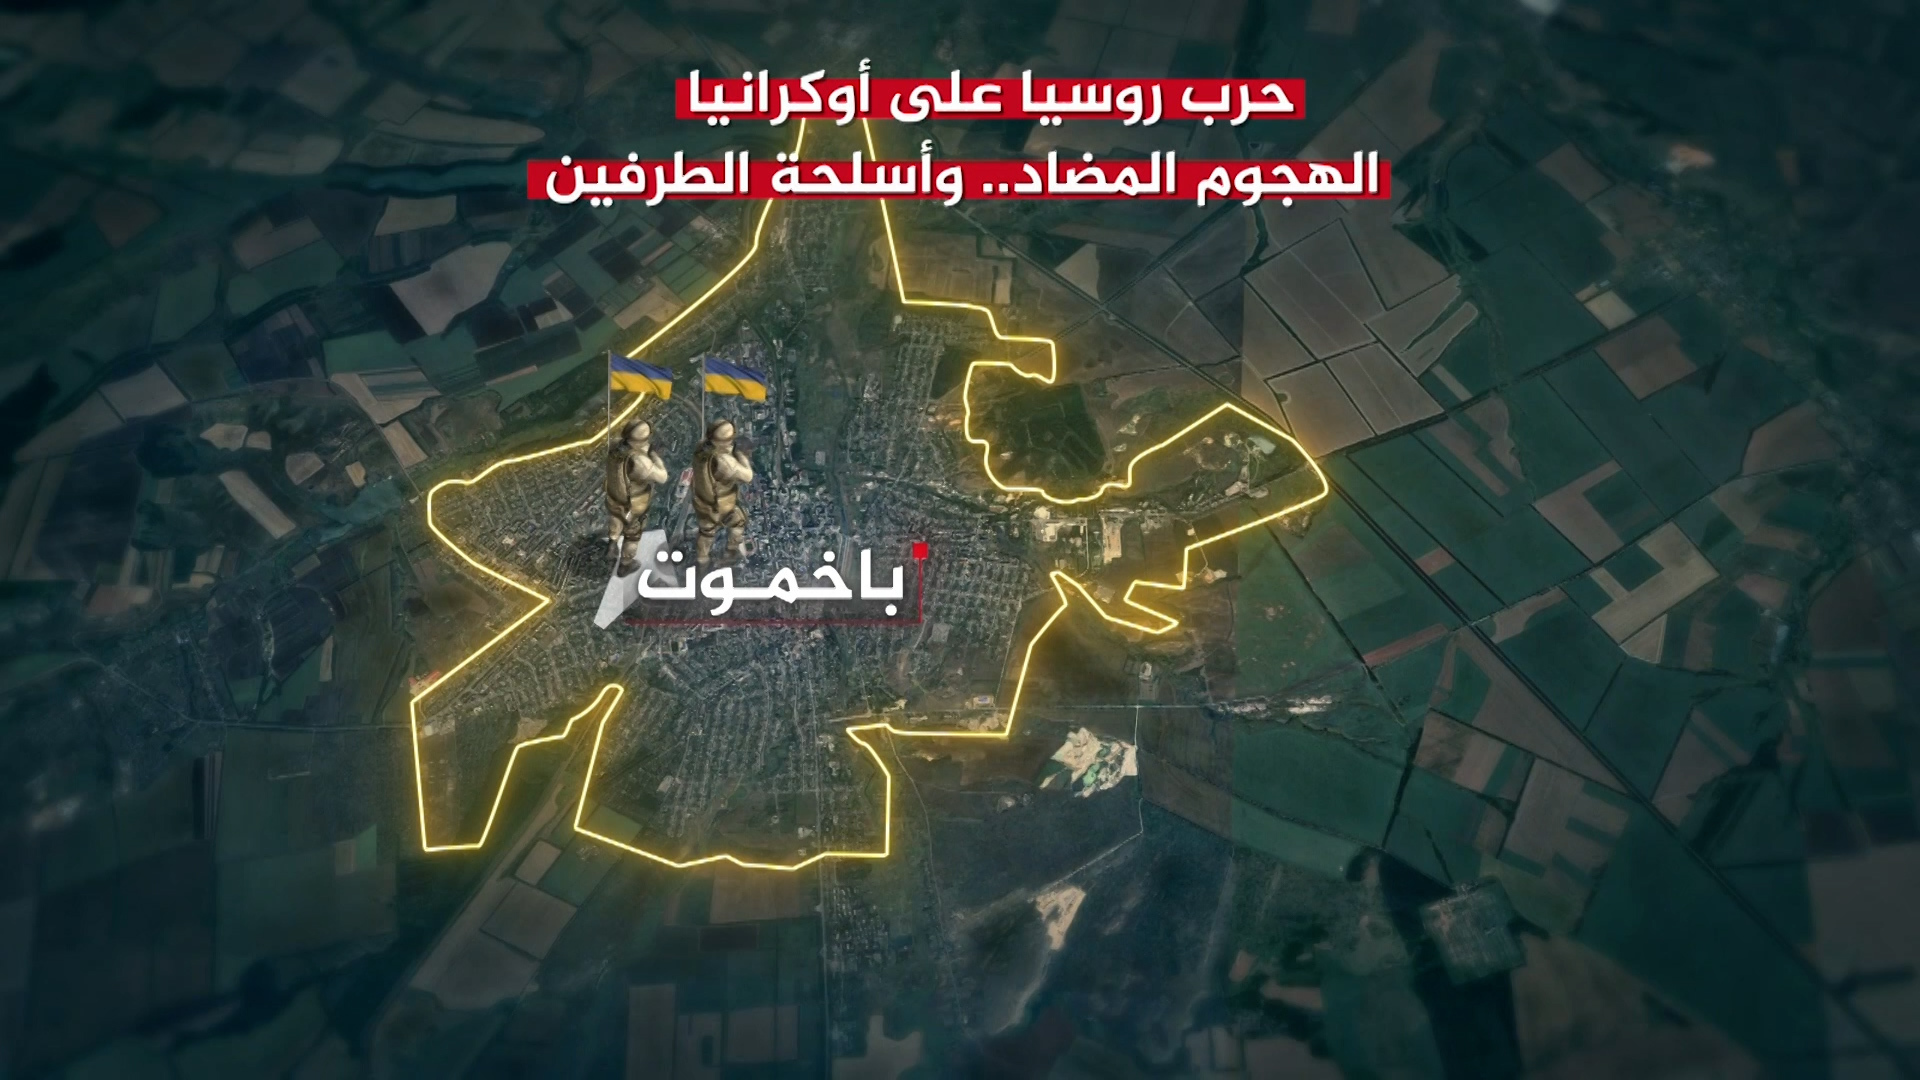 حرب روسيا على أوكرانيا
الهجوم المضاد.. وأسلحة الطرفين
باخموت